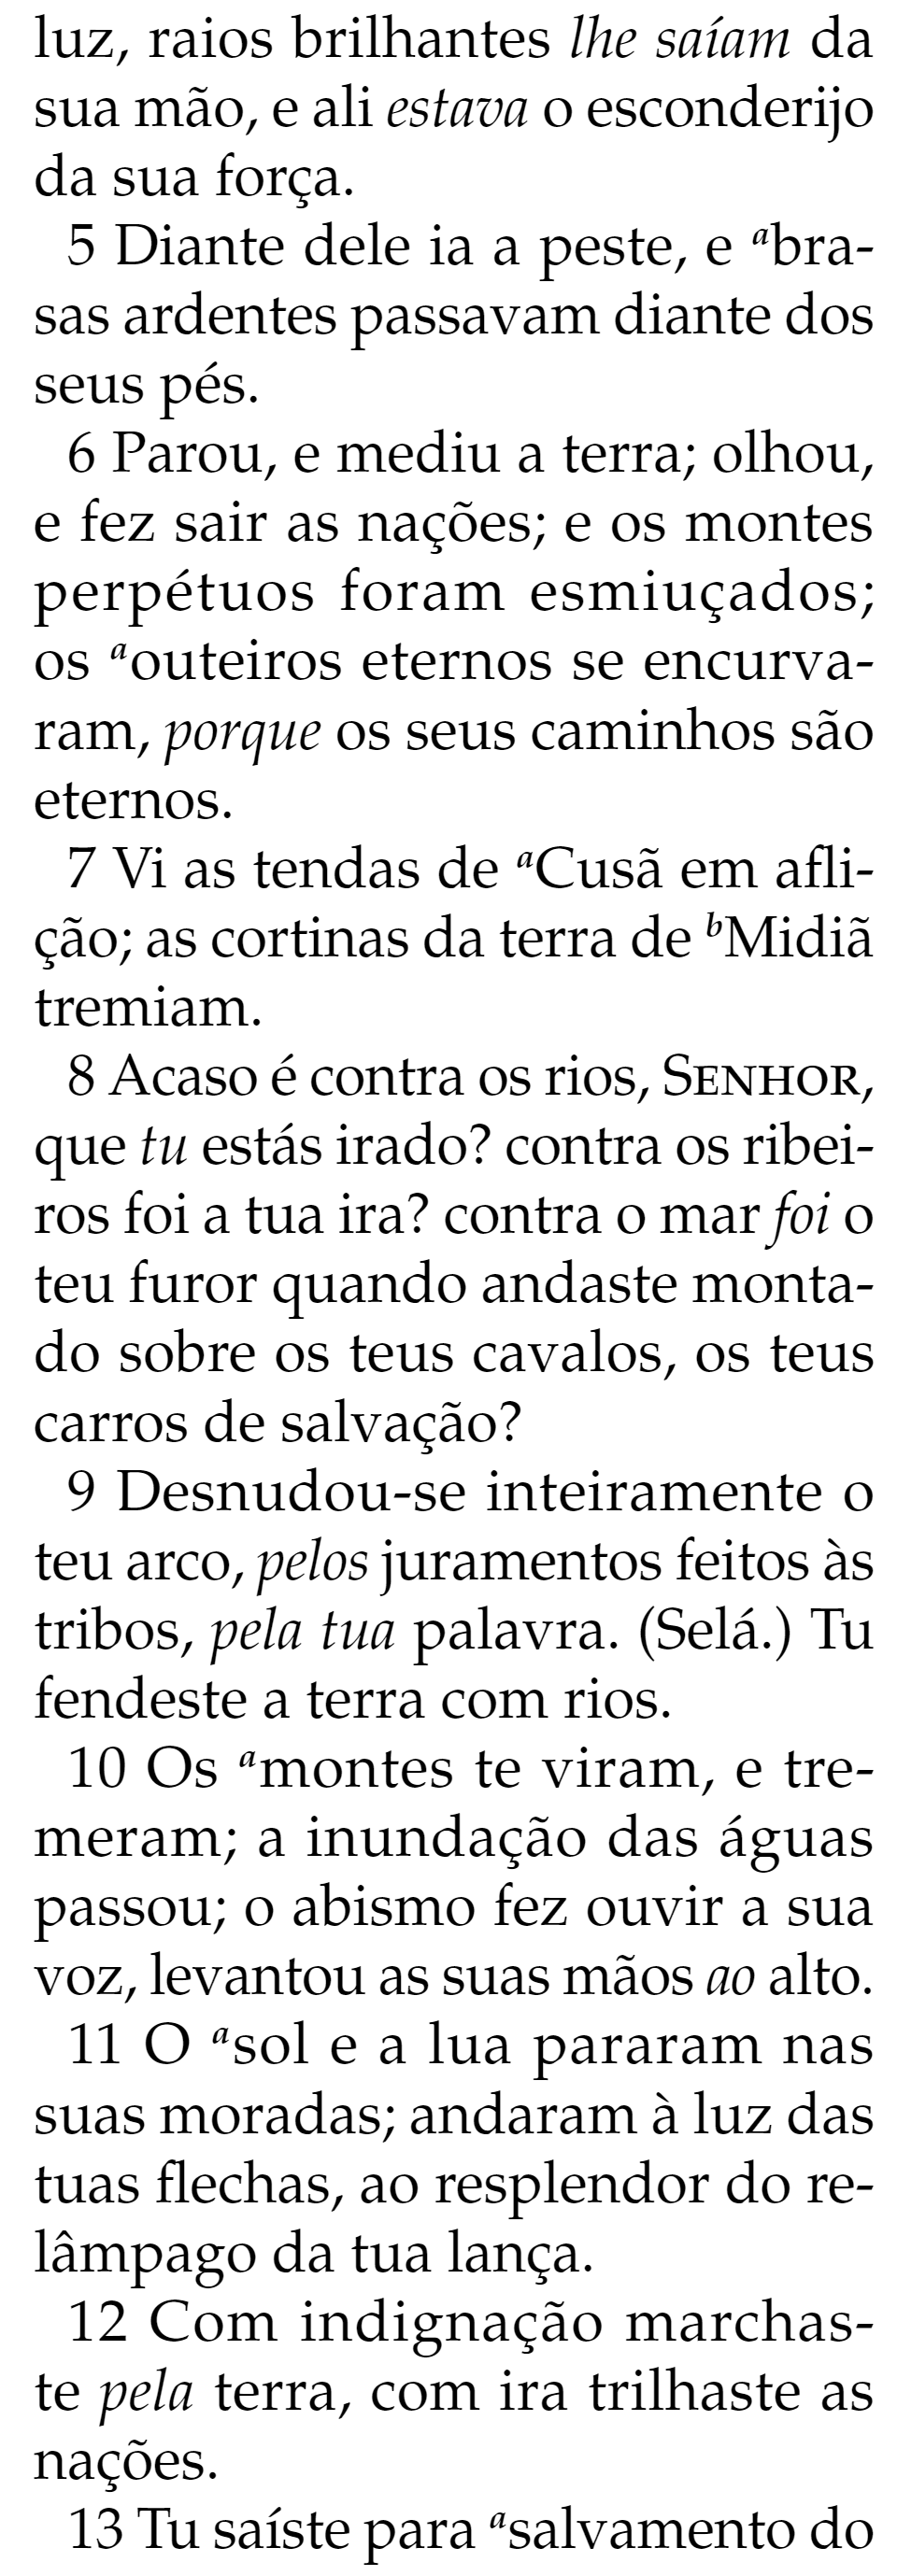 luz, raios brilhantes lhe saíam da
sua mão, e ali estava o esconderijo
da sua força.
5 Diante dele ia a peste, e abra-
sas ardentes passavam diante dos
seus pés.
6 Parou, e mediu a terra; olhou,
e fez sair as nações; e os montes
perpétuos foram esmiuçados;
os aouteiros eternos se encurva-
ram, porque os seus caminhos são
eternos.
7 Vi as tendas de aCusã em afli-
ção; as cortinas da terra de bMidiã
tremiam.
8 Acaso é contra os rios, SENHOR,
que tu estás irado? contra os ribei-
ros foi a tua ira? contra o mar foi o
teu furor quando andaste monta-
do sobre os teus cavalos, os teus
carros de salvação?
9 Desnudou-se inteiramente o
teu arco, pelos juramentos feitos às
tribos, pela tua palavra. (Selá.) Tu
fendeste a terra com rios.
10 Os amontes te viram, e tre-
meram; a inundação das águas
passou; o abismo fez ouvir a sua
voz, levantou as suas mãos ao alto.
11 O asol e a lua pararam nas
suas moradas; andaram à luz das
tuas flechas, ao resplendor do re-
lâmpago da tua lança.
12 Com indignação marchas-
te pela terra, com ira trilhaste as
nações.
13 Tu saíste para asalvamento do